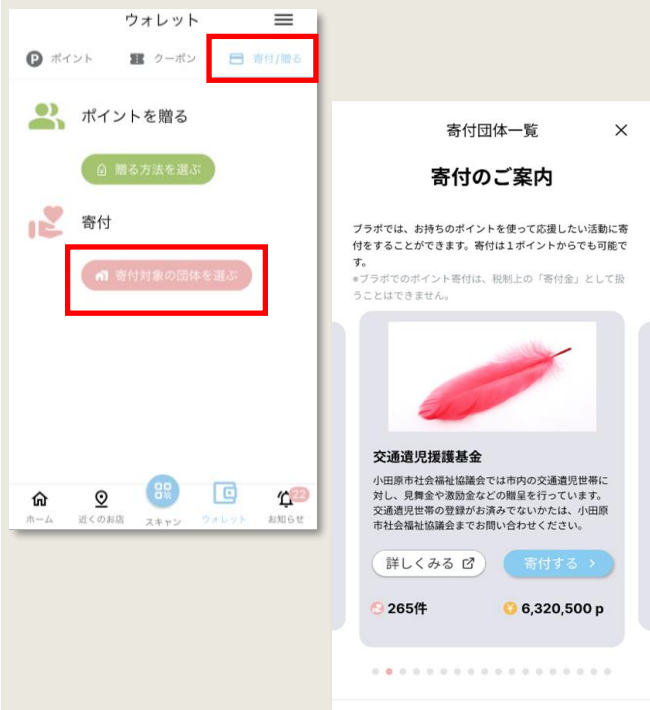 ウォレット
ポイント
クーポン
寄付/贈る
ポイントを贈る
贈る方法を選ぶ
寄付
寄付対象の団体を選ぶ
ホーム
近くのお店
スキャン
ウォレット
22
お知らせ
寄付団体一覧
寄付のご案内
ブラボでは、お持ちのポイントを使って応援したい活動に寄
付をすることができます。寄付は１ポイントからでも可能で
す。
※ブラボでのポイント寄付は、税制上の「寄付金」として扱
うことはできません。
交通遺児援護基金
小田原市社会福祉協議会では市内の交通遺児世帯に
対し、見舞金や激励金などの贈呈を行っています。
交通遺児世帯の登録がお済みでないかたは、小田原
市社会福祉協議会までお問い合わせください。
詳しくみる
寄付する
265件
6,320,500 p